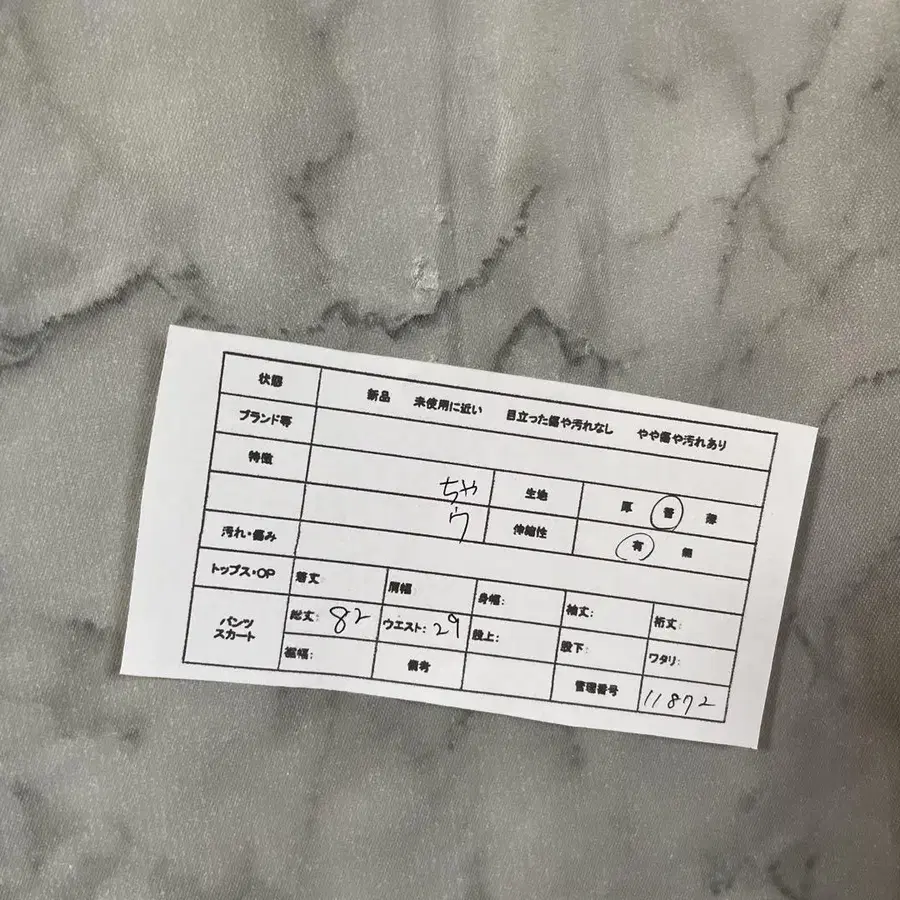 状態 新品 未使用に近い 目立った傷や汚れなし やや傷や汚れあり
ブランド等
特徴
ちゃ 生地 厚 普 薄
ウ 伸縮性 有 無
汚れ・傷み
トップス・OP 着丈 肩幅 身幅: 袖丈: 裄丈:
パンツ スカート 総丈: 82 ウエスト: 29 股上: 股下: ワタリ:
裾幅: 備考 管理番号 11872